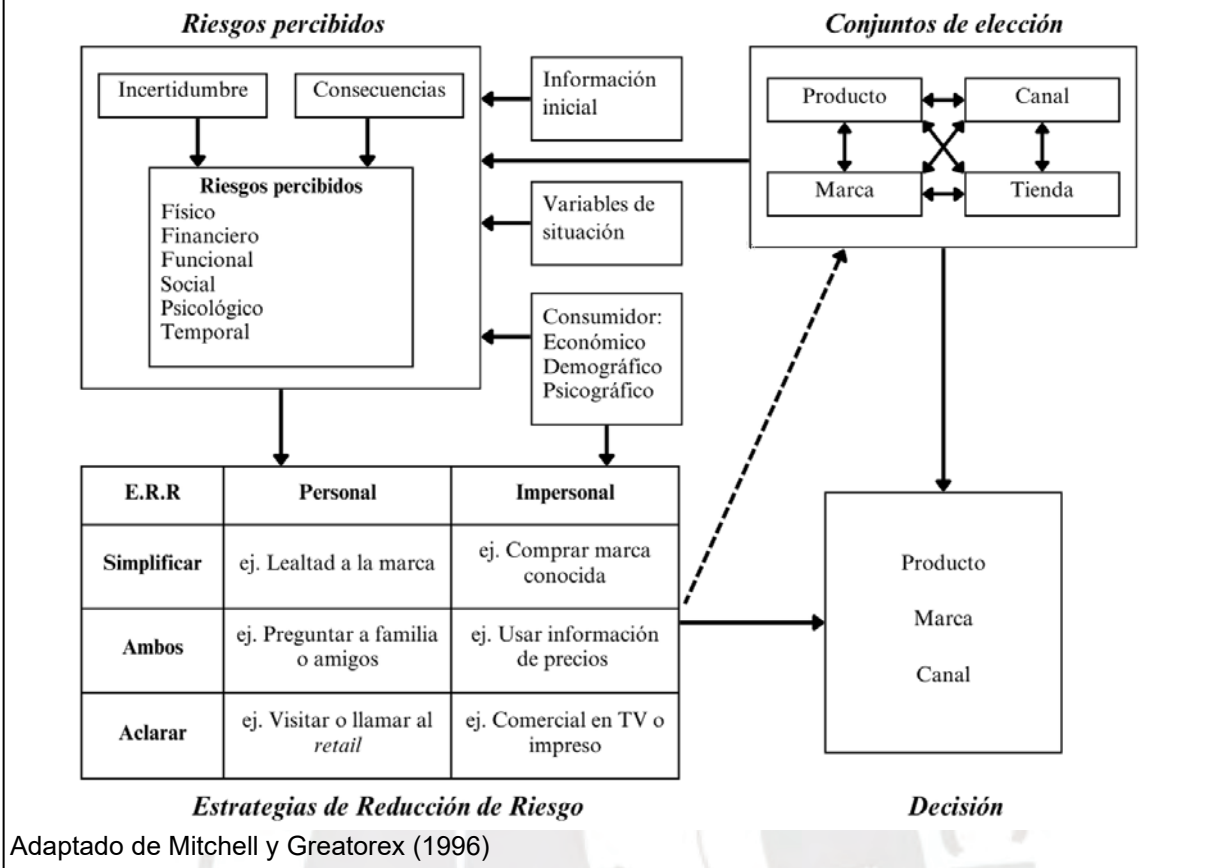 Riesgos percibidos
Incertidumbre
Consecuencias
Riesgos percibidos
Físico
Financiero
Funcional
Social
Psicológico
Temporal
Información
inicial
Variables de
situación
Consumidor:
Económico
Demográfico
Psicográfico
Conjuntos de elección
Producto
Canal
Marca
Tienda
E.R.R
Personal
Impersonal
Simplificar
ej. Lealtad a la marca
ej. Comprar marca
conocida
Ambos
ej. Preguntar a familia
o amigos
ej. Usar información
de precios
Aclarar
ej. Visitar o llamar al
retail
ej. Comercial en TV o
impreso
Estrategias de Reducción de Riesgo
Producto
Marca
Canal
Decisión
Adaptado de Mitchell y Greatorex (1996)